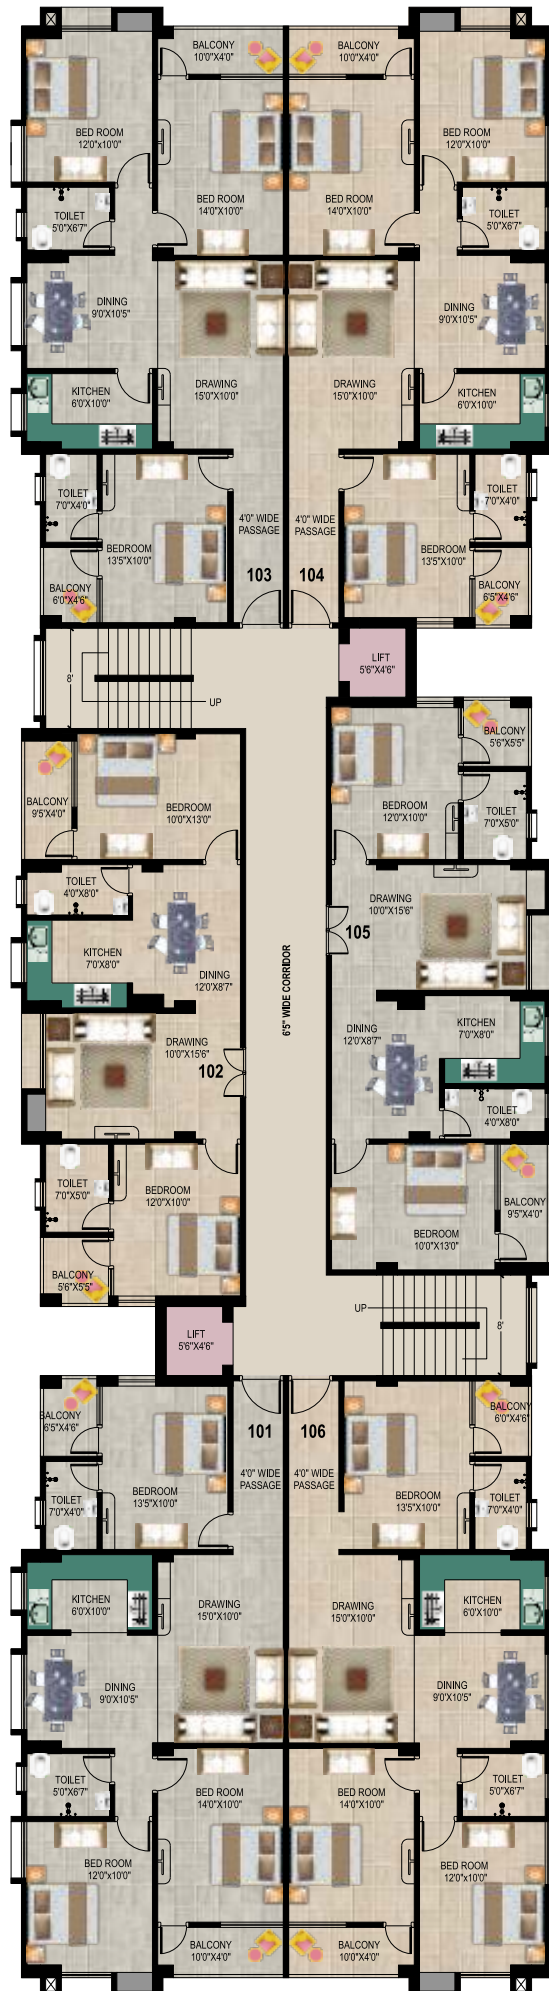 BALCONY
10'0"X4'0"
BALCONY
10'0"X4'0"
BED ROOM
12'0"x10'0"
BED ROOM
12'0"X10'0"
BED ROOM
14'0"X10'0"
BED ROOM
14'0"X10'0"
TOILET
5'0"X6'7"
TOILET
5'0"X6'7"
DINING
9'0"X10'5"
DINING
9'0"X10'5"
DRAWING
15'0"X10'0"
DRAWING
15'0"X10'0"
KITCHEN
6'0"X10'0"
KITCHEN
6'0"X10'0"
TOILET
7'0"X4'0"
TOILET
7'0"X4'0"
4'0" WIDE
PASSAGE
4'0" WIDE
PASSAGE
BEDROOM
13'5"X10'0"
BEDROOM
13'5"X10'0"
103
104
BALCONY
6'0"X4'6"
BALCONY
6'5"X4'6"
LIFT
5'6"X4'6"
8'
UP
BALCONY
5'6"X5'5"
BALCONY
9'5"X4'0"
BEDROOM
10'0"X13'0"
BEDROOM
12'0"X10'0"
TOILET
7'0"X5'0"
TOILET
4'0"X8'0"
DRAWING
10'0"X15'6"
105
KITCHEN
7'0"X8'0"
DINING
12'0"X8'7"
6'5" WIDE CORRIDOR
KITCHEN
7'0"X8'0"
DINING
12'0"X8'7"
DRAWING
10'0"X15'6"
102
TOILET
4'0"X8'0"
TOILET
7'0"X5'0"
BEDROOM
12'0"X10'0"
BALCONY
9'5"X4'0"
BEDROOM
10'0"X13'0"
BALCONY
5'6"X5'5"
UP
8'
LIFT
5'6"X4'6"
BALCONY
6'5"X4'6"
BALCONY
6'0"X4'6"
101
106
4'0" WIDE
PASSAGE
4'0" WIDE
PASSAGE
BEDROOM
13'5"X10'0"
BEDROOM
13'5"X10'0"
TOILET
7'0"X4'0"
TOILET
7'0"X4'0"
KITCHEN
6'0"X10'0"
KITCHEN
6'0"X10'0"
DRAWING
15'0"X10'0"
DRAWING
15'0"X10'0"
DINING
9'0"X10'5"
DINING
9'0"X10'5"
TOILET
5'0"X6'7"
TOILET
5'0"X6'7"
BED ROOM
14'0"X10'0"
BED ROOM
14'0"X10'0"
BED ROOM
12'0"x10'0"
BED ROOM
12'0"x10'0"
BALCONY
10'0"X4'0"
BALCONY
10'0"X4'0"